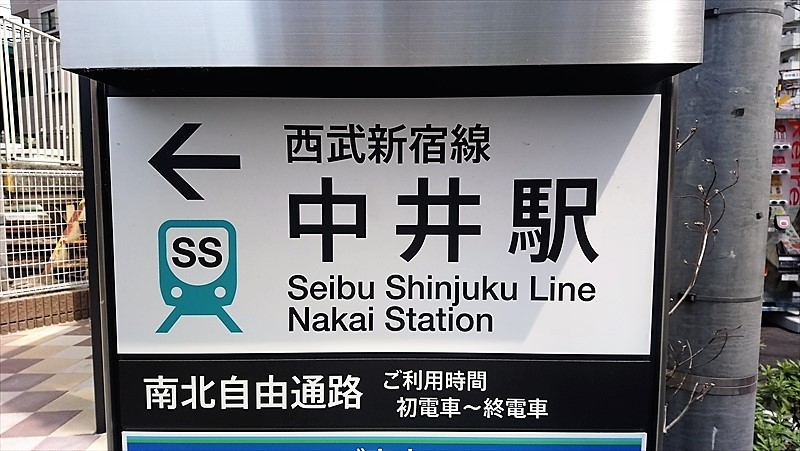 西武新宿線
中井駅
SS
Seibu Shinjuku Line
Nakai Station
南北自由通路
ご利用時間
初電車～終電車